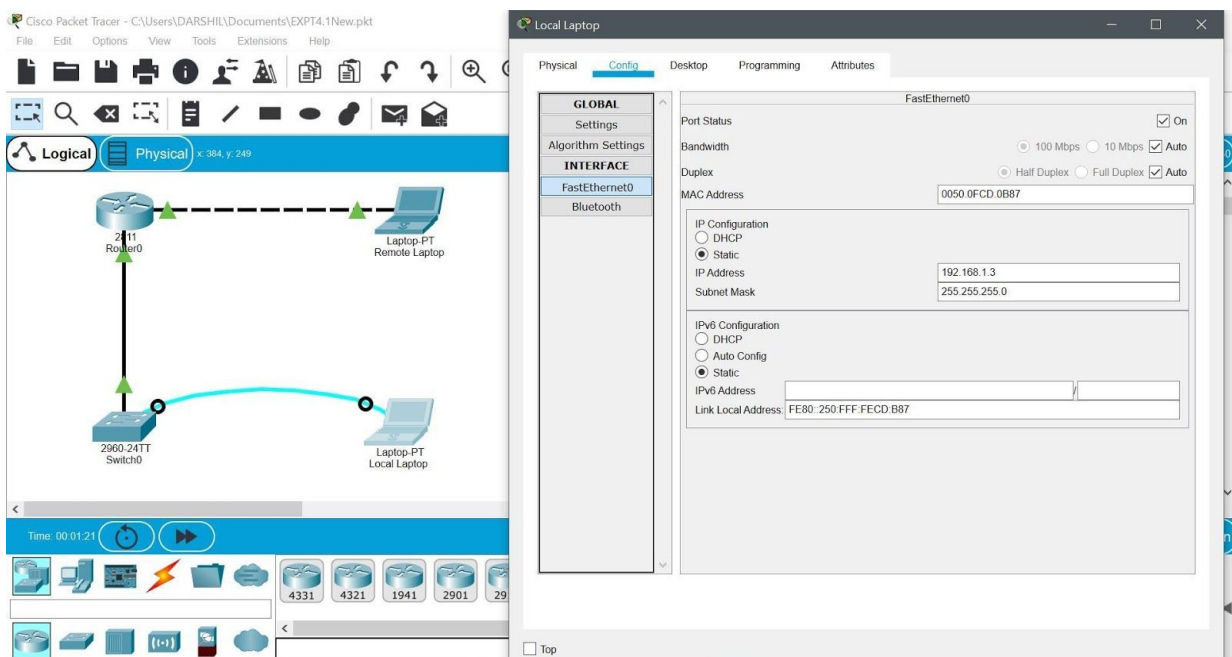 Cisco Packet Tracer - C:\Users\DARSHIL\Documents\EXPT4.1New.pkt
File Edit Options View Tools Extensions Help
Logical Physical x: 384, y: 249
2811
Router0
Laptop-PT
Remote Laptop
2960-24TT
Switch0
Laptop-PT
Local Laptop
Time: 00:01:21
4331 4321 1941 2901 29
Local Laptop
Physical Config Desktop Programming Attributes
GLOBAL
Settings
Algorithm Settings
INTERFACE
FastEthernet0
Bluetooth
FastEthernet0
Port Status On
Bandwidth 100 Mbps 10 Mbps Auto
Duplex Half Duplex Full Duplex Auto
MAC Address 0050.0FCD.0B87
IP Configuration
DHCP
Static
IP Address 192.168.1.3
Subnet Mask 255.255.255.0
IPv6 Configuration
DHCP
Auto Config
Static
IPv6 Address /
Link Local Address: FE80::250:FFF:FECD:B87
Top